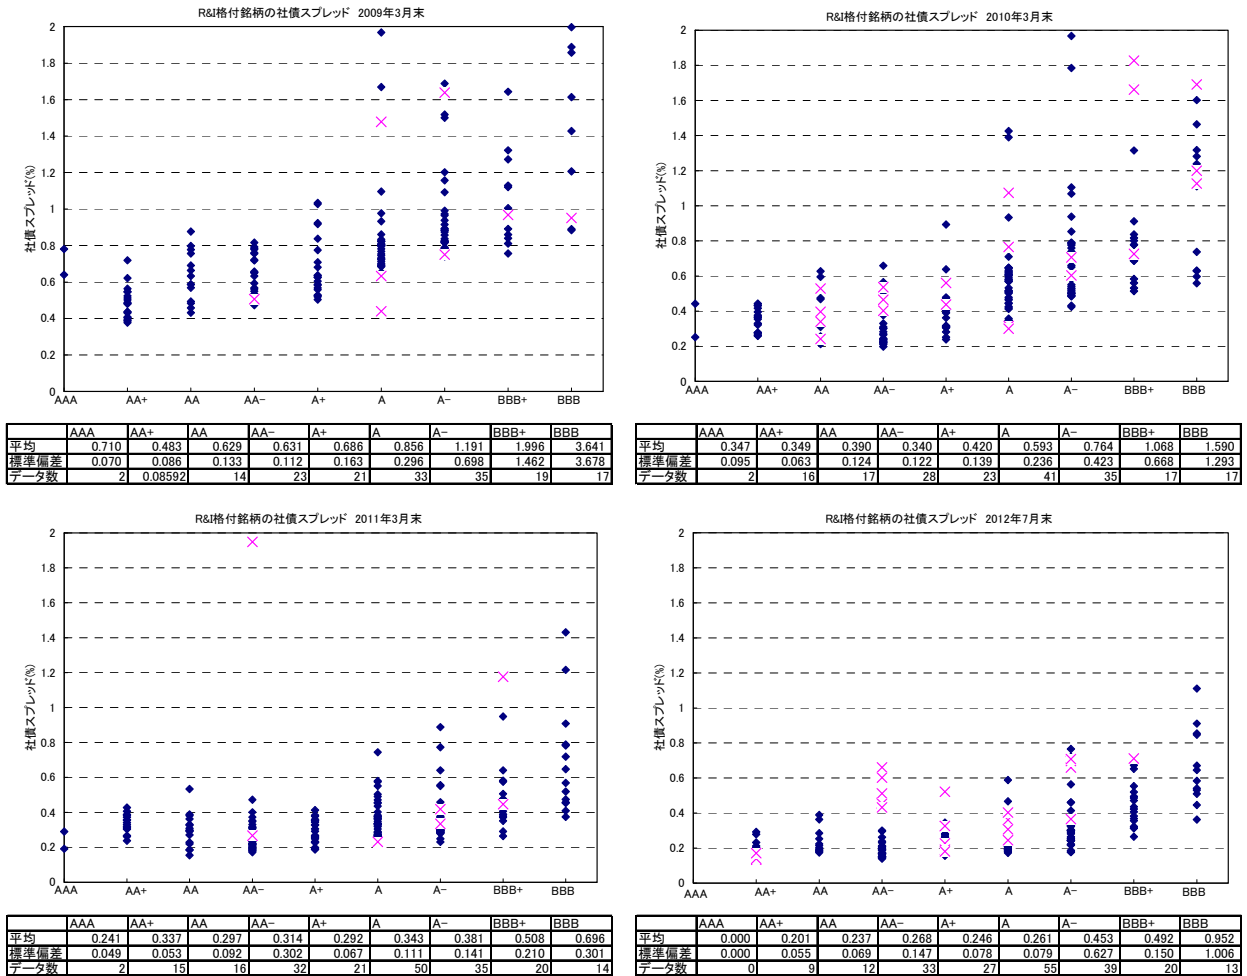 R&I格付銘柄の社債スプレッド 2009年3月末
2
1.8
1.6
1.4
1.2
1
0.8
0.6
0.4
0.2
0
社債スプレッド(%)
AAA AA+ AA AA- A+ A A- BBB+ BBB
AAA AA+ AA AA- A+ A A- BBB+ BBB
平均 0.710 0.483 0.629 0.631 0.686 0.856 1.191 1.996 3.641
標準偏差 0.070 0.086 0.133 0.112 0.163 0.296 0.698 1.462 3.678
データ数 2 0.08592 14 23 21 33 35 19 17
R&I格付銘柄の社債スプレッド 2010年3月末
2
1.8
1.6
1.4
1.2
1
0.8
0.6
0.4
0.2
0
社債スプレッド(%)
AAA AA+ AA AA- A+ A A- BBB+ BBB
AAA AA+ AA AA- A+ A A- BBB+ BBB
平均 0.347 0.349 0.390 0.340 0.420 0.593 0.764 1.068 1.590
標準偏差 0.095 0.063 0.124 0.122 0.139 0.236 0.423 0.668 1.293
データ数 2 16 17 28 23 41 35 17 17
R&I格付銘柄の社債スプレッド 2011年3月末
2
1.8
1.6
1.4
1.2
1
0.8
0.6
0.4
0.2
0
社債スプレッド(%)
AAA AA+ AA AA- A+ A A- BBB+ BBB
AAA AA+ AA AA- A+ A A- BBB+ BBB
平均 0.241 0.337 0.297 0.314 0.292 0.343 0.381 0.508 0.696
標準偏差 0.049 0.053 0.092 0.302 0.067 0.111 0.141 0.210 0.301
データ数 2 15 16 32 21 50 35 20 14
R&I格付銘柄の社債スプレッド 2012年7月末
2
1.8
1.6
1.4
1.2
1
0.8
0.6
0.4
0.2
0
社債スプレッド(%)
AAA AA+ AA AA- A+ A A- BBB+ BBB
AAA AA+ AA AA- A+ A A- BBB+ BBB
平均 0.000 0.201 0.237 0.268 0.246 0.261 0.453 0.492 0.952
標準偏差 0.000 0.055 0.069 0.147 0.078 0.079 0.627 0.150 1.006
データ数 0 9 12 33 27 55 39 20 13